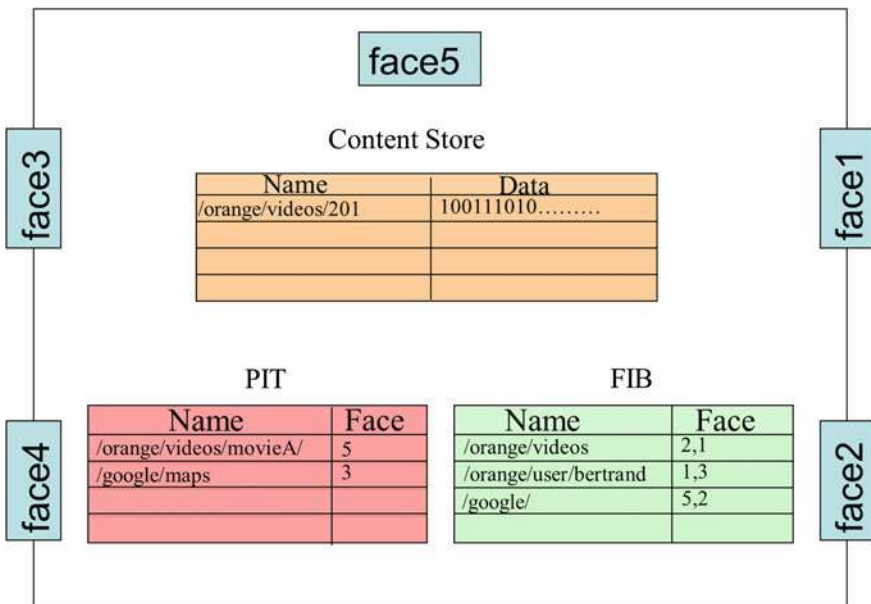 face5
face3
face1
Content Store
Name Data
/orange/videos/201 100111010.........
PIT
Name Face
/orange/videos/movieA/ 5
/google/maps 3
FIB
Name Face
/orange/videos 2,1
/orange/user/bertrand 1,3
/google/ 5,2
face4
face2